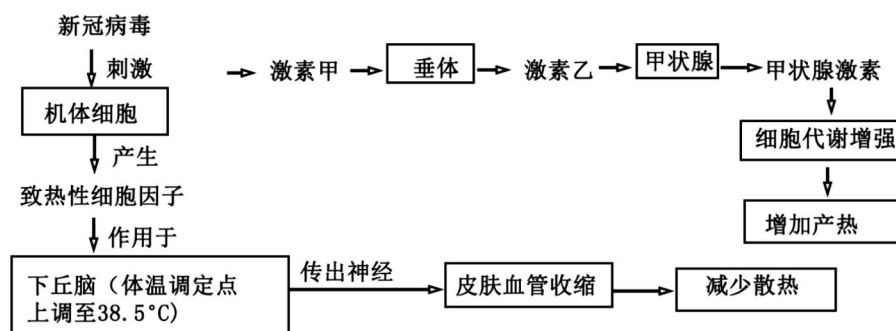 新冠病毒
刺激
激素甲
垂体
激素乙
甲状腺
甲状腺激素
机体细胞
细胞代谢增强
产生
致热性细胞因子
增加产热
作用于
下丘脑（体温调定点
上调至38.5°C)
传出神经
皮肤血管收缩
减少散热